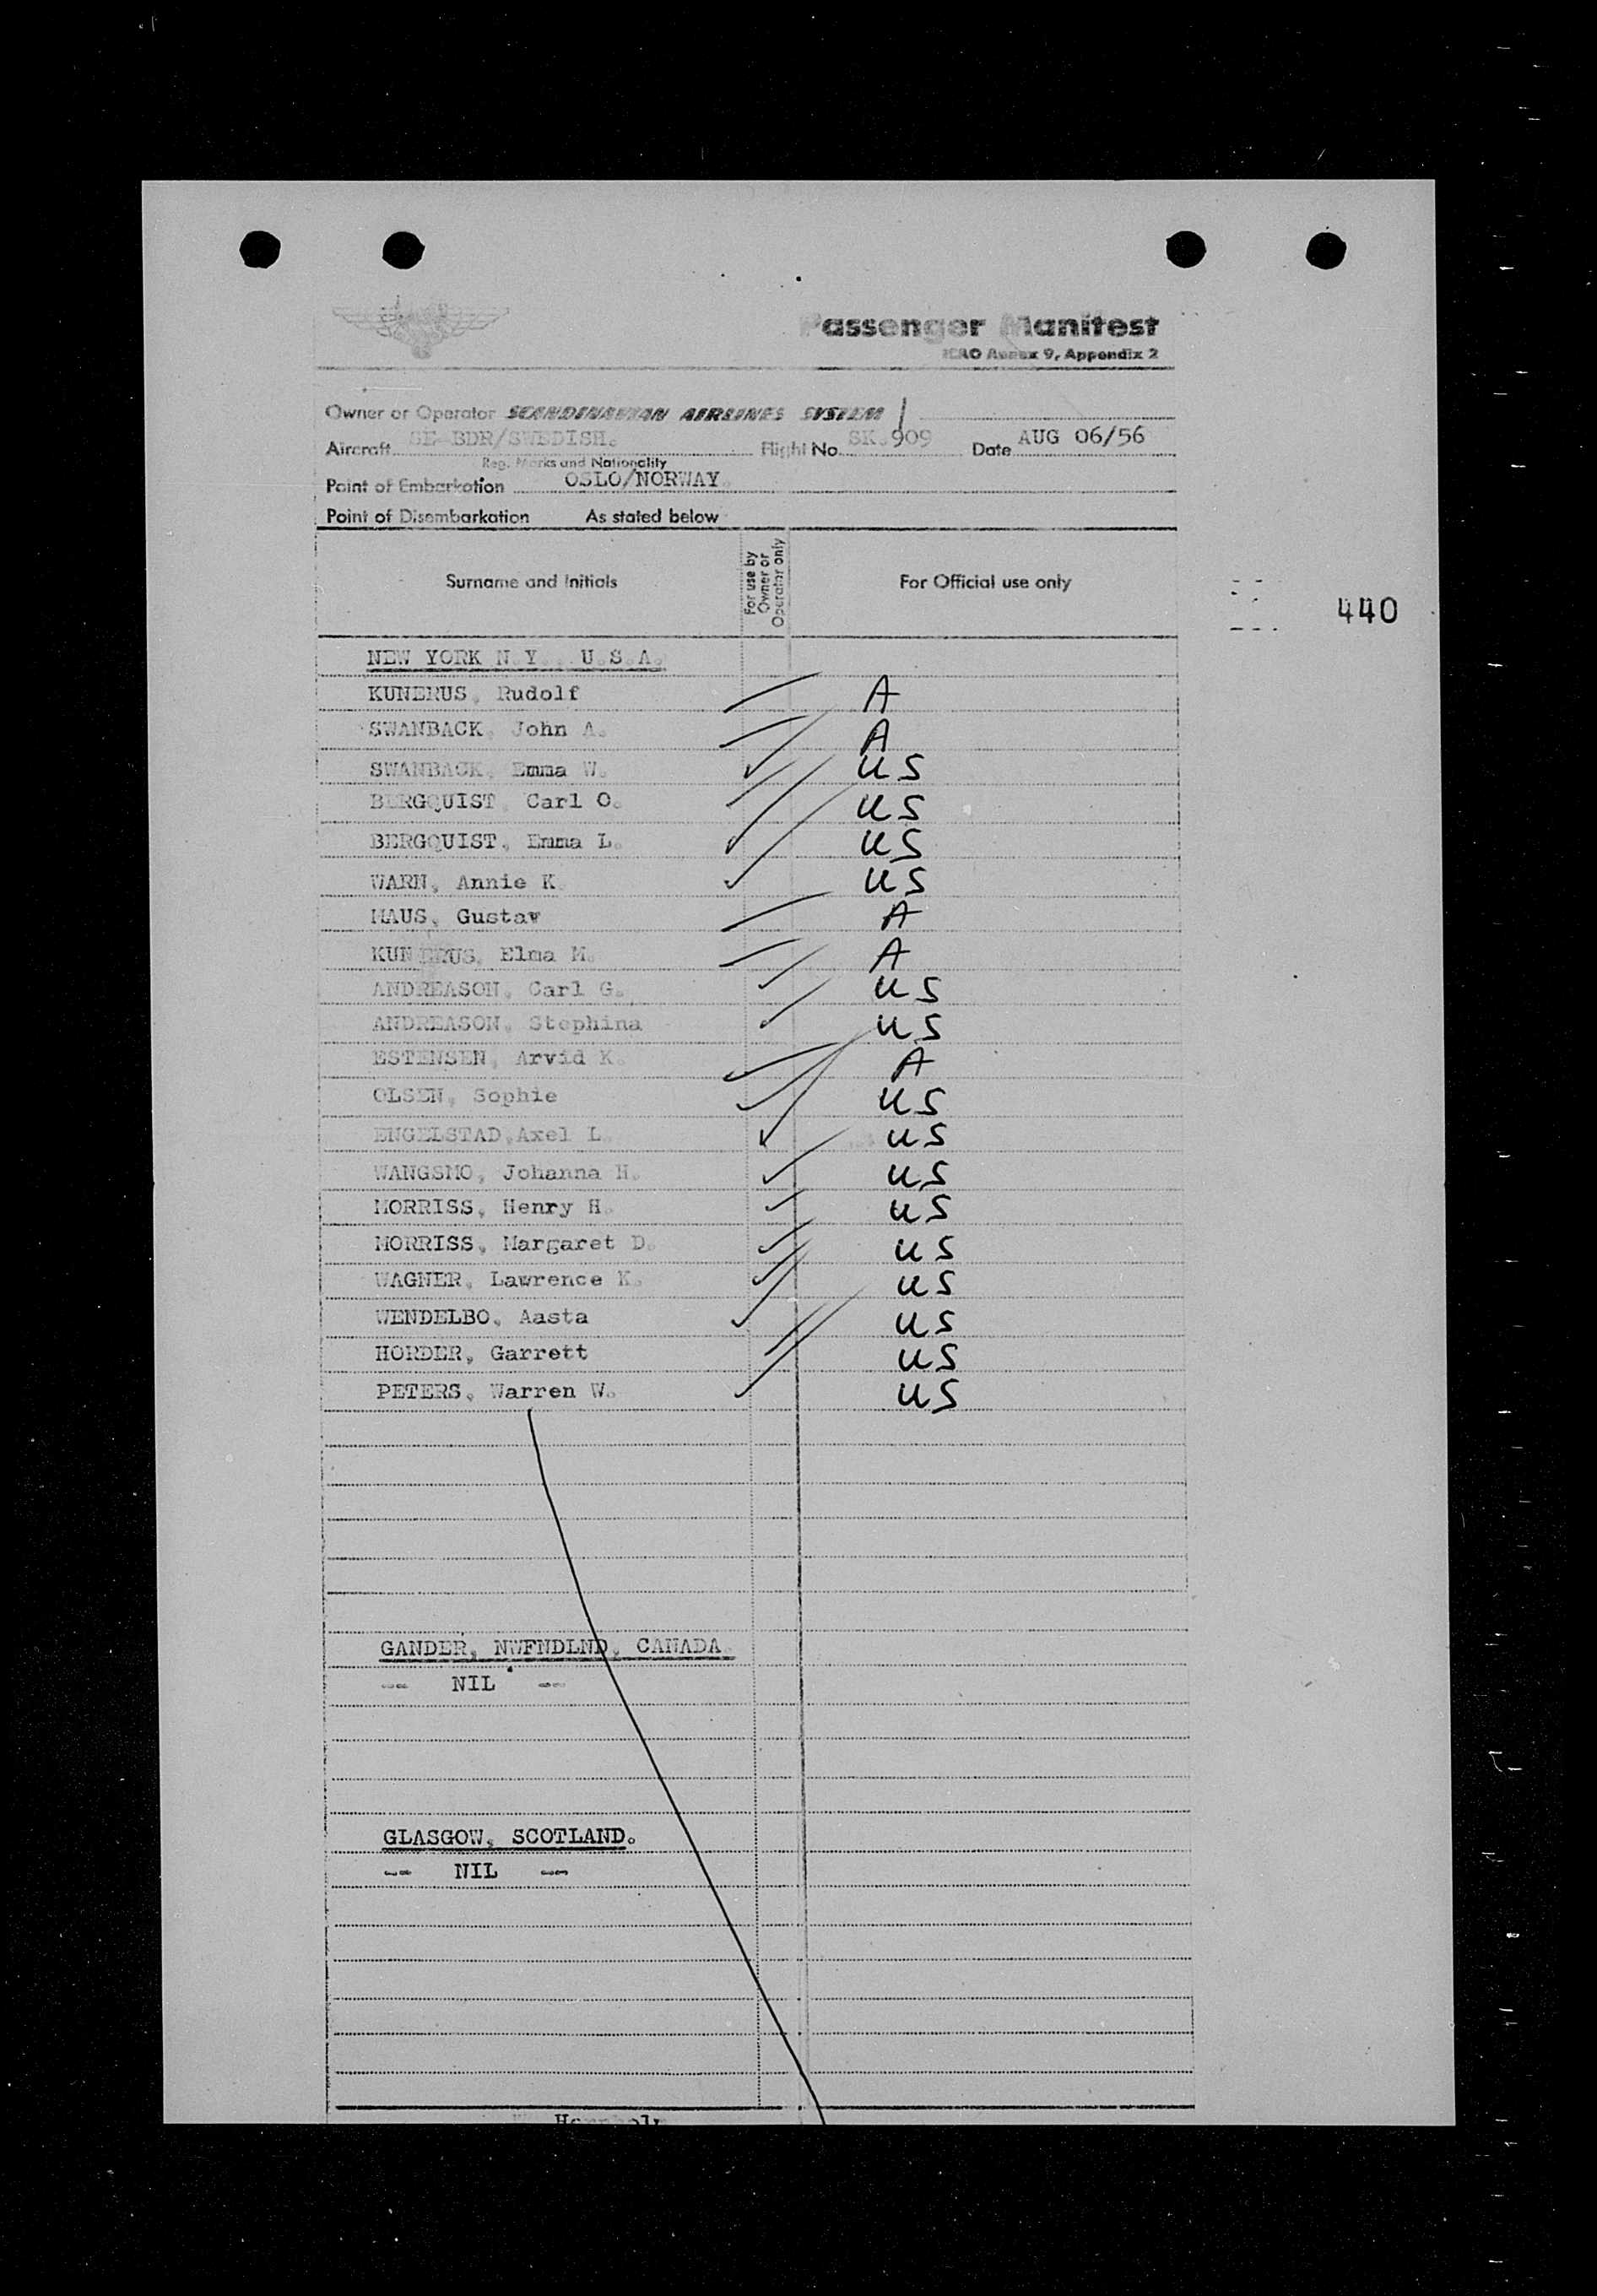 Passenger Manifest
ICAO Annex 9, Appendix 2
Owner or Operator SCANDINAVIAN AIRLINES SYSTEM
Aircraft SE-BDR/SWEDISH. Flight No. SK.909 Date AUG 06/56
Reg. Marks and Nationality
Point of Embarkation OSLO/NORWAY.
Point of Disembarkation As stated below
Surname and Initials For use by Owner or Operator only For Official use only
440
NEW YORK N.Y. U.S.A.
KUNERUS, Rudolf A
SWANBACK, John A. A
SWANBACK, Emma W. US
BERGQUIST, Carl O. US
BERGQUIST, Emma L. US
WARN, Annie K. US
MAUS, Gustav A
KUNERUS, Elma M. A
ANDREASON, Carl G. US
ANDREASON, Stephina US
ESTENSEN, Arvid K. A
OLSEN, Sophie US
ENGELSTAD, Axel L. US
WANGSMO, Johanna H. US
MORRISS, Henry H. US
MORRISS, Margaret D. US
WAGNER, Lawrence K. US
WENDELBO, Aasta US
HORDER, Garrett US
PETERS, Warren W. US
GANDER, NWFNDLND, CANADA.
-- NIL --
GLASGOW, SCOTLAND.
-- NIL --